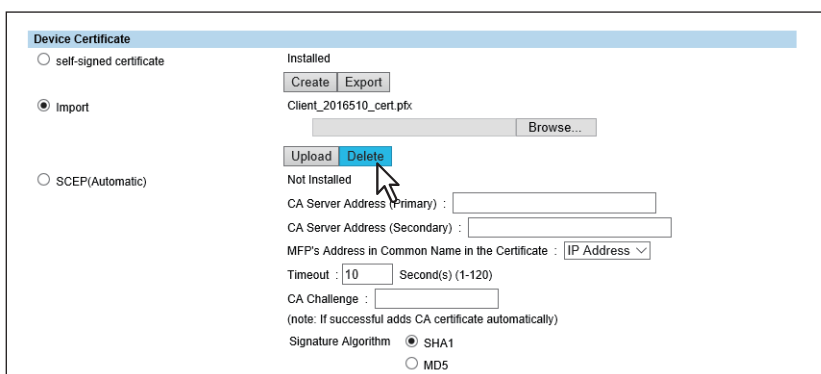 Device Certificate
self-signed certificate Installed
Create Export
Import Client_2016510_cert.pfx
Browse...
Upload Delete
SCEP(Automatic) Not Installed
CA Server Address (Primary) :
CA Server Address (Secondary) :
MFP's Address in Common Name in the Certificate : IP Address
Timeout : 10 Second(s) (1-120)
CA Challenge :
(note: If successful adds CA certificate automatically)
Signature Algorithm SHA1
MD5